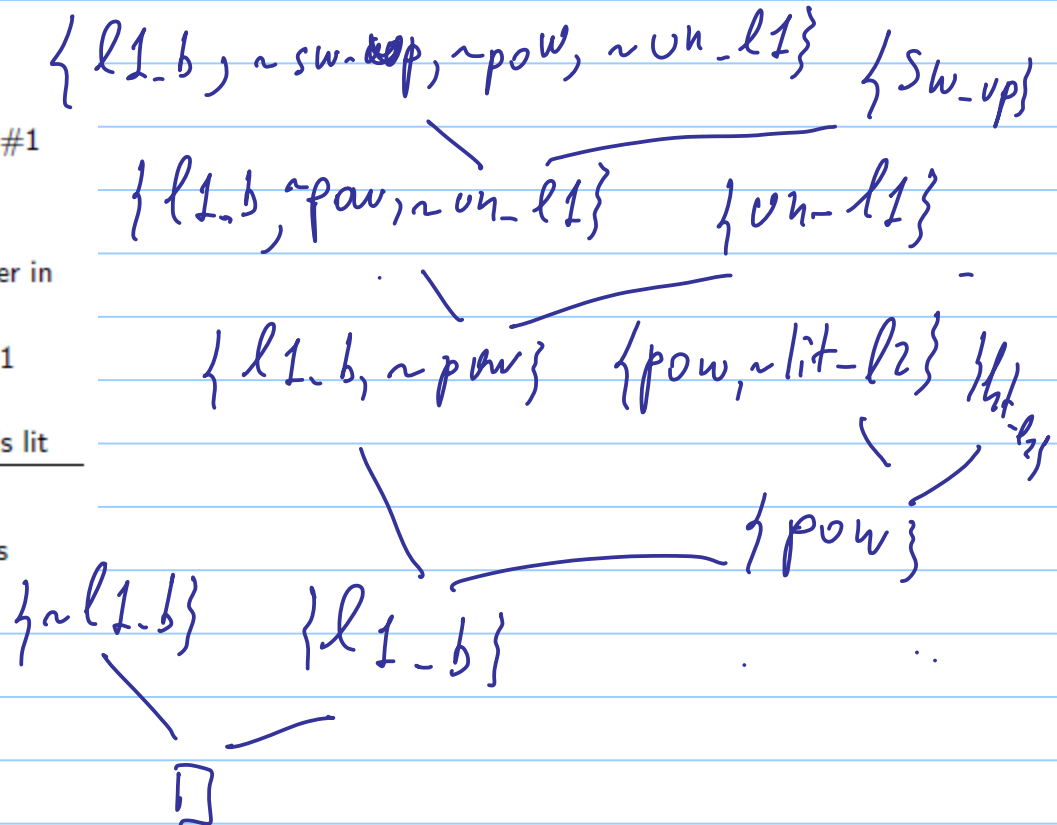 {l1_b, ~sw_up, ~pow, ~un_l1} {sw_up}
#1
{l1_b, ~pow, ~un_l1} {un_l1}
er in
{l1_b, ~pow} {pow, ~lit_l2} {lit_l2}
1
s lit
{pow}
s
{~l1_b} {l1_b}